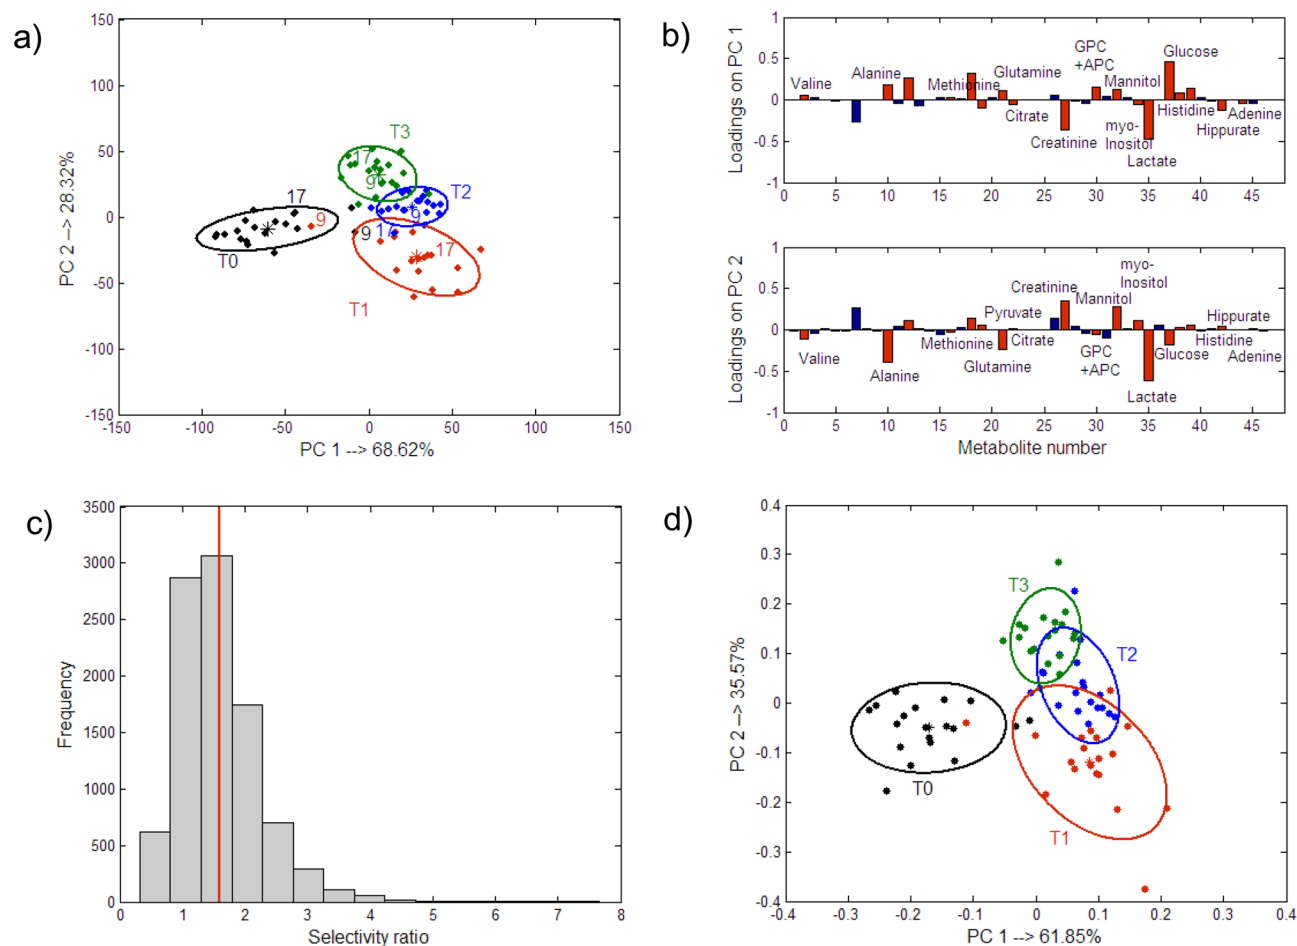 a)
150
100
50
0
-50
-100
-150
-150
-100
-50
0
50
100
150
PC 2 --> 28.32%
PC 1 --> 68.62%
T3
17
9
T2
9
17
17
9
9
T0
17
T1
b)
1
0.5
0
-0.5
-1
Loadings on PC 1
GPC
+APC
Glucose
Valine
Alanine
Methionine
Glutamine
Mannitol
Citrate
Creatinine
myo-
Inositol
Lactate
Histidine
Hippurate
Adenine
0
5
10
15
20
25
30
35
40
45
1
0.5
0
-0.5
-1
Loadings on PC 2
myo-
Inositol
Creatinine
Mannitol
Pyruvate
Hippurate
Valine
Alanine
Methionine
Glutamine
Citrate
GPC
+APC
Glucose
Lactate
Histidine
Adenine
0
5
10
15
20
25
30
35
40
45
Metabolite number
c)
3500
3000
2500
2000
1500
1000
500
0
Frequency
0
1
2
3
4
5
6
7
8
Selectivity ratio
d)
0.4
0.3
0.2
0.1
0
-0.1
-0.2
-0.3
-0.4
PC 2 --> 35.57%
T3
T2
T0
T1
-0.4
-0.3
-0.2
-0.1
0
0.1
0.2
0.3
0.4
PC 1 --> 61.85%